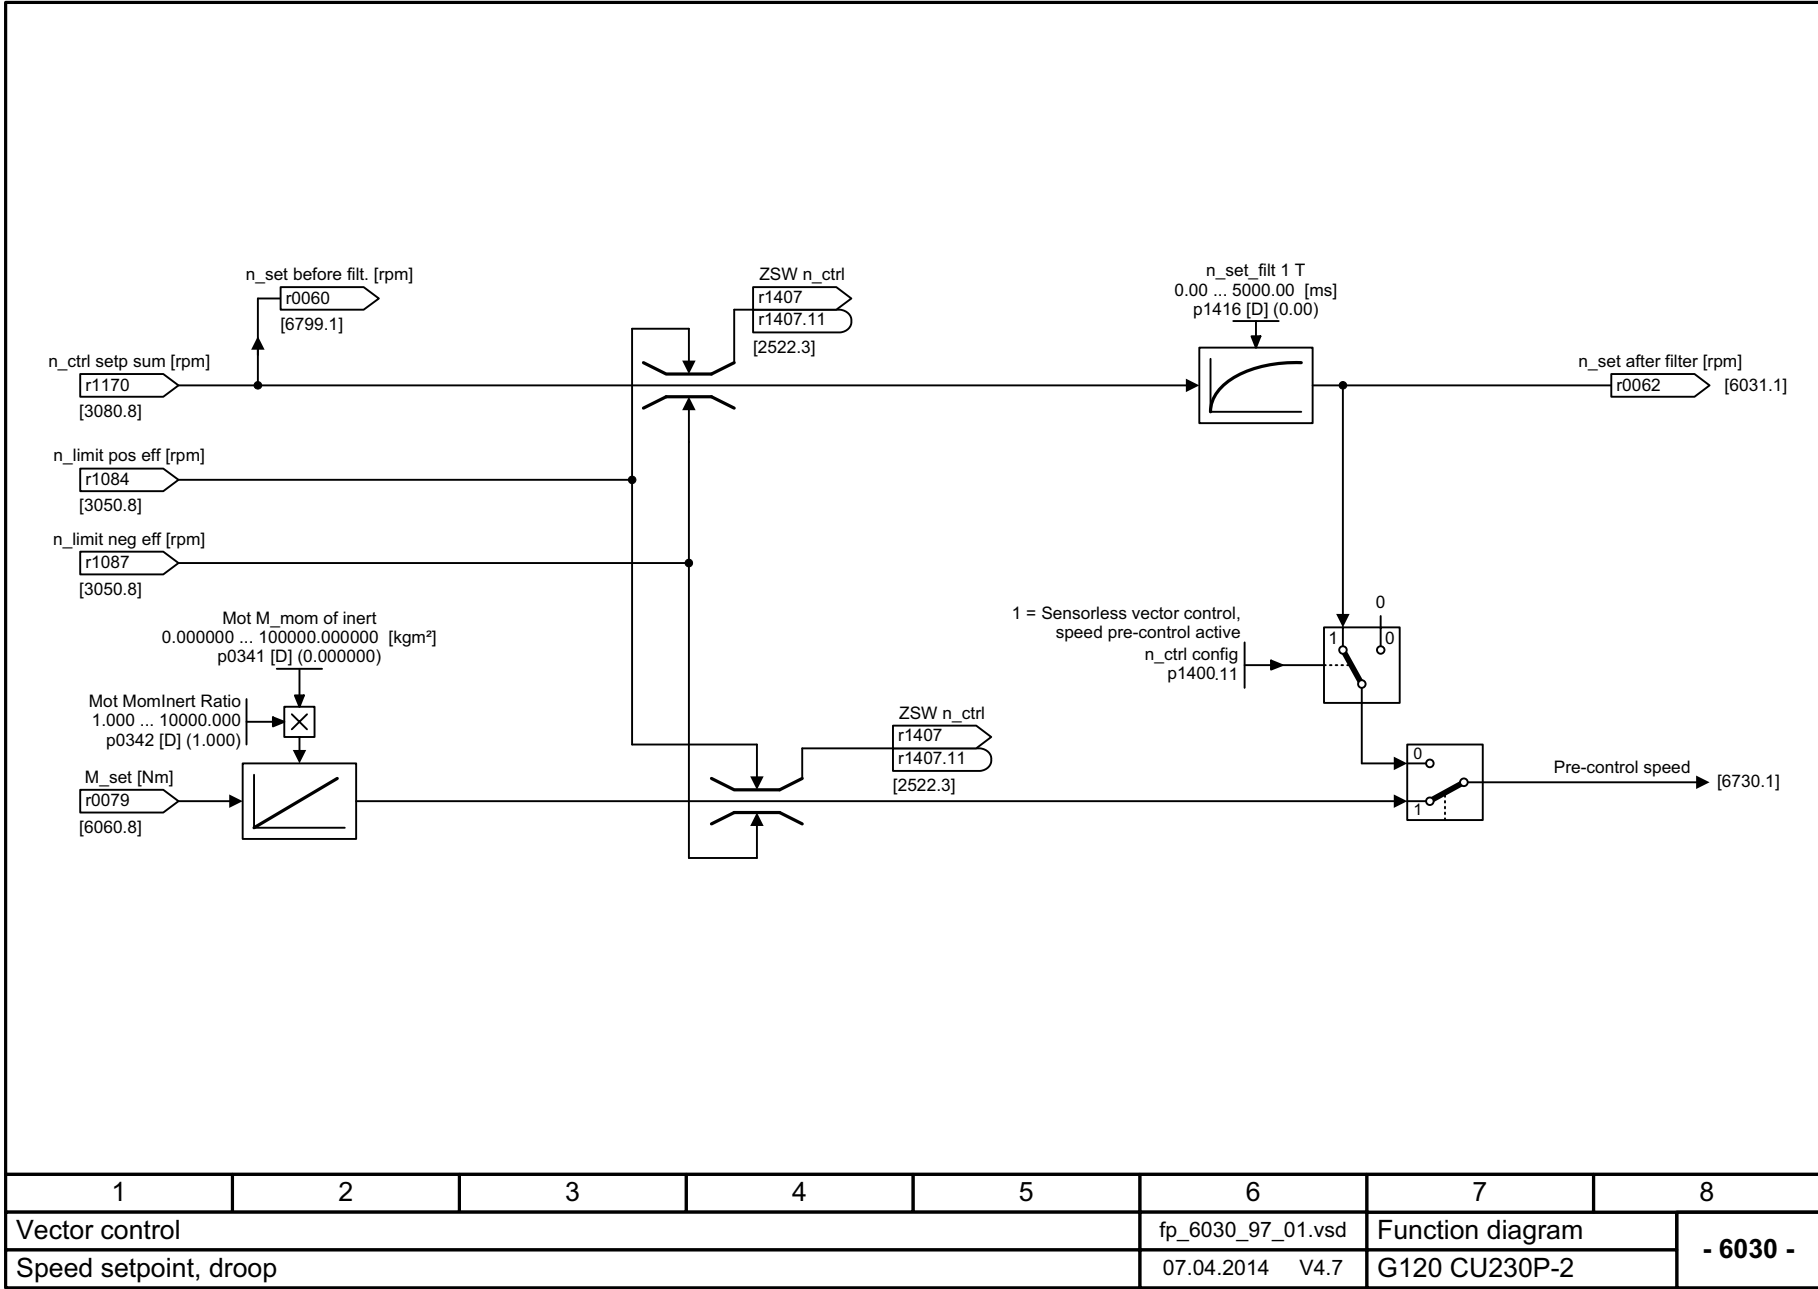 n_set before filt. [rpm]
r0060
[6799.1]
ZSW n_ctrl
r1407
r1407.11
[2522.3]
n_set_filt 1 T
0.00 ... 5000.00 [ms]
p1416 [D] (0.00)
n_ctrl setp sum [rpm]
r1170
[3080.8]
n_set after filter [rpm]
r0062
[6031.1]
n_limit pos eff [rpm]
r1084
[3050.8]
n_limit neg eff [rpm]
r1087
[3050.8]
Mot M_mom of inert
0.000000 ... 100000.000000 [kgm²]
p0341 [D] (0.000000)
1 = Sensorless vector control,
speed pre-control active
n_ctrl config
p1400.11
0
1
0
Mot MomInert Ratio
1.000 ... 10000.000
p0342 [D] (1.000)
ZSW n_ctrl
r1407
r1407.11
[2522.3]
M_set [Nm]
r0079
[6060.8]
0
1
Pre-control speed
[6730.1]
1 2 3 4 5 6 7 8
Vector control
fp_6030_97_01.vsd
Function diagram
- 6030 -
Speed setpoint, droop
07.04.2014 V4.7
G120 CU230P-2